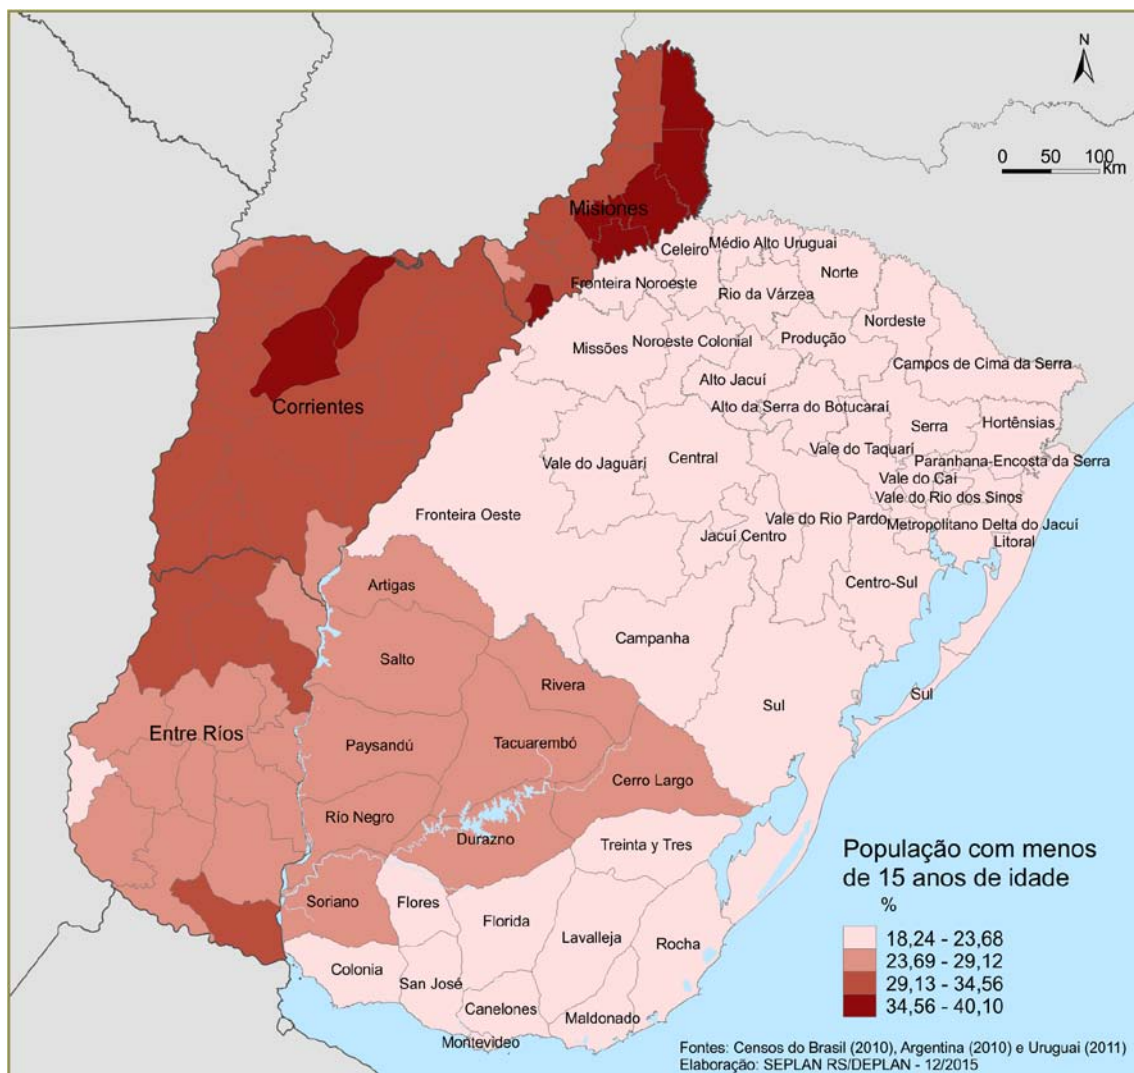 N
0 50 100
km
Misiones
Celeiro
Médio Alto Uruguai
Norte
Fronteira Noroeste
Rio da Várzea
Nordeste
Missões
Noroeste Colonial
Produção
Campos de Cima da Serra
Alto Jacuí
Corrientes
Alto da Serra do Botucaraí
Serra
Hortênsias
Vale do Jaguarí
Central
Vale do Taquarí
Paranhana-Encosta da Serra
Vale do Caí
Vale do Rio dos Sinos
Fronteira Oeste
Vale do Rio Pardo
Metropolitano Delta do Jacuí
Jacuí Centro
Litoral
Artigas
Centro-Sul
Campanha
Salto
Rivera
Sul
Sul
Entre Ríos
Paysandú
Tacuarembó
Cerro Largo
Río Negro
Durazno
Treinta y Tres
Soriano
Flores
Florida
Lavalleja
Rocha
Colonia
San José
Canelones
Maldonado
Montevideo
População com menos
de 15 anos de idade
%
18,24 - 23,68
23,69 - 29,12
29,13 - 34,56
34,56 - 40,10
Fontes: Censos do Brasil (2010), Argentina (2010) e Uruguai (2011)
Elaboração: SEPLAN RS/DEPLAN - 12/2015